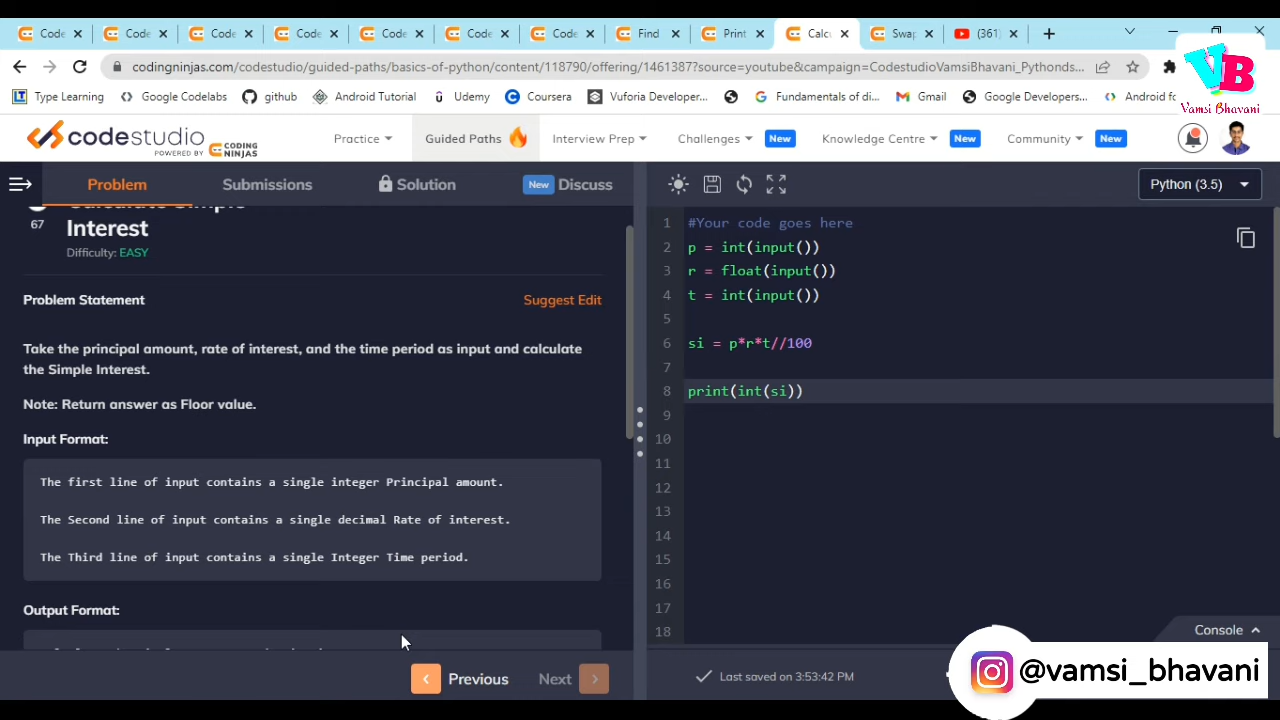 Code
Code
Code
Code
Code
Code
Code
Find
Print
Calc
Swap
(361)
codingninjas.com/codestudio/guided-paths/basics-of-python/content/118790/offering/1461387?source=youtube&campaign=CodestudioVamsiBhavani_Pythonds...
VB
Vamsi Bhavani
Type Learning
Google Codelabs
github
Android Tutorial
Udemy
Coursera
Vuforia Developer...
Fundamentals of di...
Gmail
Google Developers...
Android fo
codestudio
POWERED BY CODING NINJAS
Practice
Guided Paths
Interview Prep
Challenges
New
Knowledge Centre
New
Community
New
Problem
Submissions
Solution
New
Discuss
Python (3.5)
67
Calculate Simple
Interest
Difficulty: EASY
Problem Statement
Suggest Edit
Take the principal amount, rate of interest, and the time period as input and calculate
the Simple Interest.
Note: Return answer as Floor value.
Input Format:
The first line of input contains a single integer Principal amount.
The Second line of input contains a single decimal Rate of interest.
The Third line of input contains a single Integer Time period.
Output Format:
Previous
Next
1 #Your code goes here
2 p = int(input())
3 r = float(input())
4 t = int(input())
5
6 si = p*r*t//100
7
8 print(int(si))
9
10
11
12
13
14
15
16
17
18
Console
Last saved on 3:53:42 PM
@vamsi_bhavani